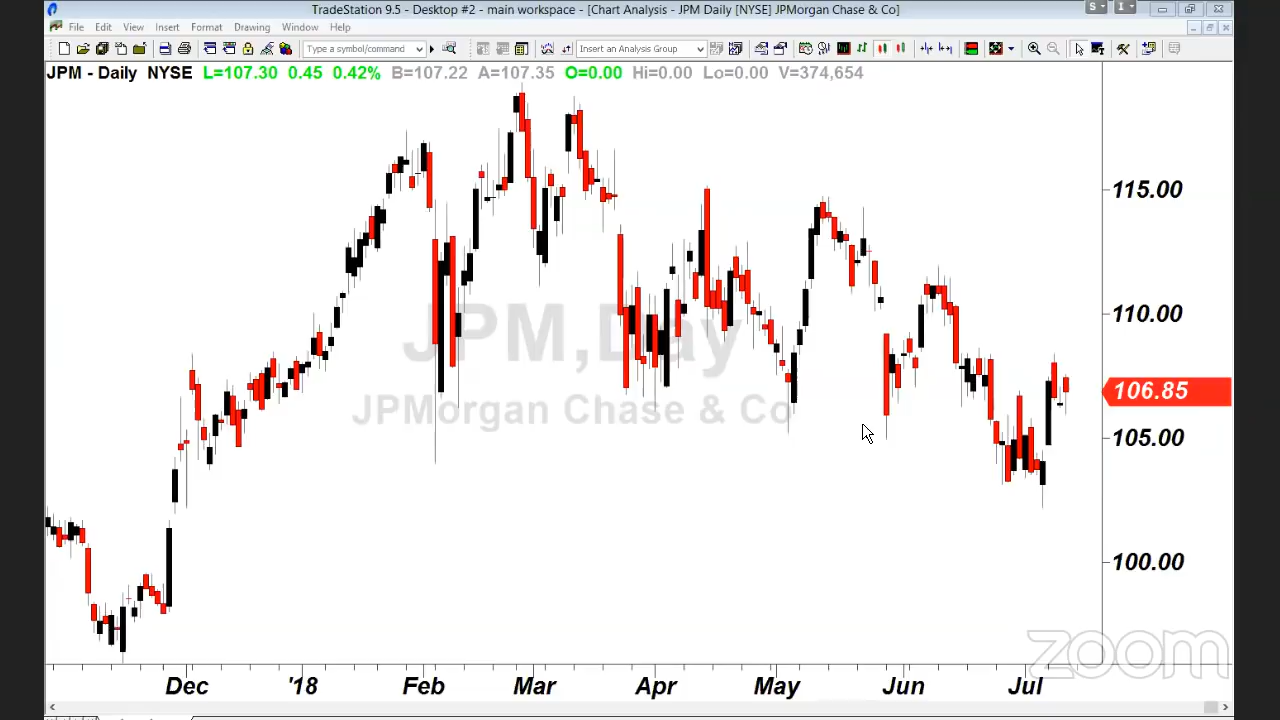 TradeStation 9.5 - Desktop #2 - main workspace - [Chart Analysis - JPM Daily [NYSE] JPMorgan Chase & Co]
S I
File Edit View Insert Format Drawing Window Help
Type a symbol/command Insert an Analysis Group
JPM - Daily NYSE L=107.30 0.45 0.42% B=107.22 A=107.35 O=0.00 Hi=0.00 Lo=0.00 V=374,654
115.00
110.00
JPM,Day
106.85
JPMorgan Chase & Co
105.00
100.00
zoom
Dec '18 Feb Mar Apr May Jun Jul